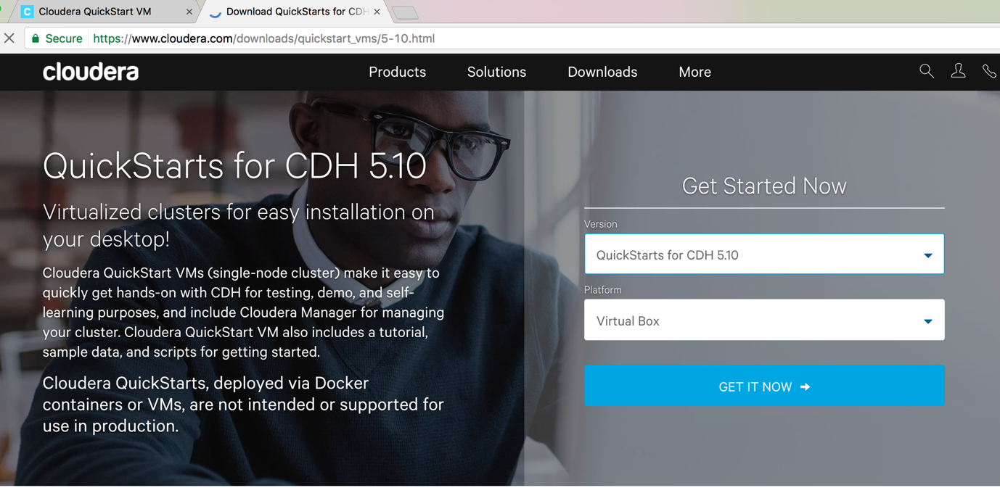 Cloudera QuickStart VM
Download QuickStarts for CDH
Secure https://www.cloudera.com/downloads/quickstart_vms/5-10.html
cloudera
Products Solutions Downloads More
QuickStarts for CDH 5.10
Virtualized clusters for easy installation on
your desktop!
Cloudera QuickStart VMs (single-node cluster) make it easy to
quickly get hands-on with CDH for testing, demo, and self-
learning purposes, and include Cloudera Manager for managing
your cluster. Cloudera QuickStart VM also includes a tutorial,
sample data, and scripts for getting started.
Cloudera QuickStarts, deployed via Docker
containers or VMs, are not intended or supported for
use in production.
Get Started Now
Version
QuickStarts for CDH 5.10
Platform
Virtual Box
GET IT NOW